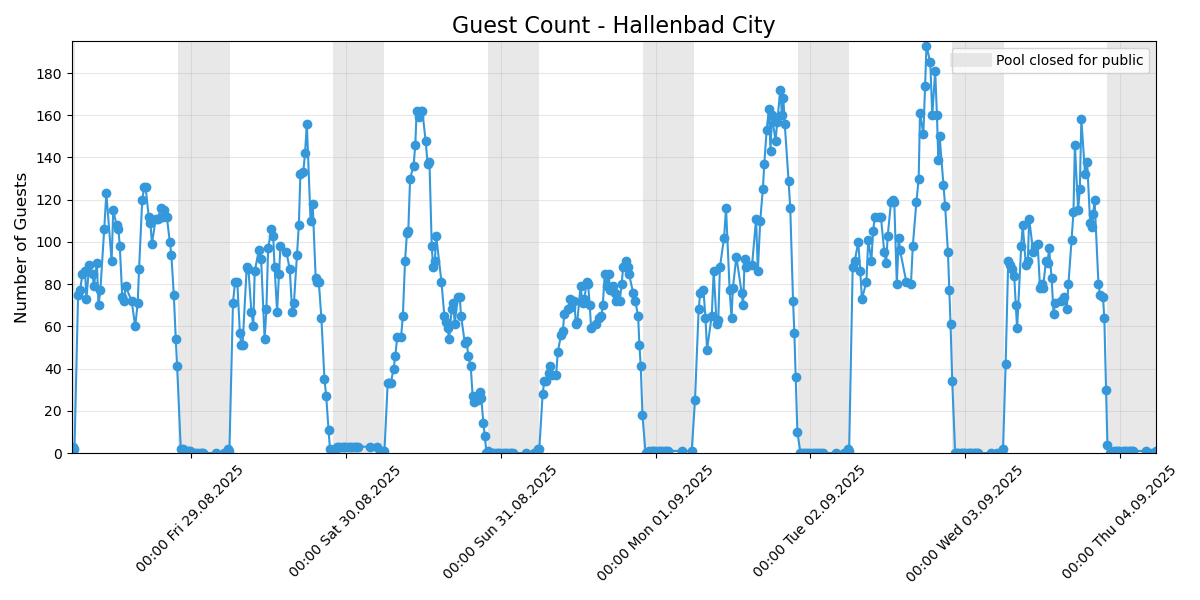 Guest Count - Hallenbad City
Pool closed for public
Number of Guests
180
160
140
120
100
80
60
40
20
0
00:00 Fri 29.08.2025
00:00 Sat 30.08.2025
00:00 Sun 31.08.2025
00:00 Mon 01.09.2025
00:00 Tue 02.09.2025
00:00 Wed 03.09.2025
00:00 Thu 04.09.2025